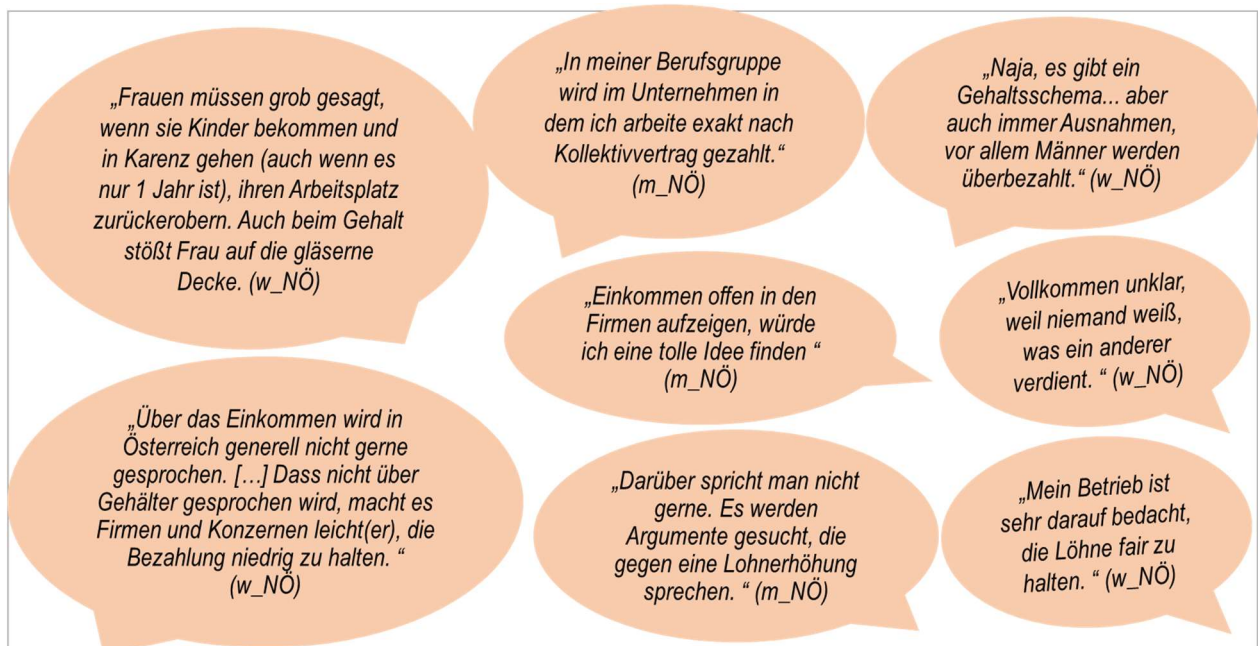 „Frauen müssen grob gesagt,
wenn sie Kinder bekommen und
in Karenz gehen (auch wenn es
nur 1 Jahr ist), ihren Arbeitsplatz
zurückerobern. Auch beim Gehalt
stößt Frau auf die gläserne
Decke. (w_NÖ)
„In meiner Berufsgruppe
wird im Unternehmen in
dem ich arbeite exakt nach
Kollektivvertrag gezahlt.“
(m_NÖ)
„Naja, es gibt ein
Gehaltsschema... aber
auch immer Ausnahmen,
vor allem Männer werden
überbezahlt.“ (w_NÖ)
„Einkommen offen in den
Firmen aufzeigen, würde
ich eine tolle Idee finden “
(m_NÖ)
„Vollkommen unklar,
weil niemand weiß,
was ein anderer
verdient. “ (w_NÖ)
„Über das Einkommen wird in
Österreich generell nicht gerne
gesprochen. […] Dass nicht über
Gehälter gesprochen wird, macht es
Firmen und Konzernen leicht(er), die
Bezahlung niedrig zu halten. “
(w_NÖ)
„Darüber spricht man nicht
gerne. Es werden
Argumente gesucht, die
gegen eine Lohnerhöhung
sprechen. “ (m_NÖ)
„Mein Betrieb ist
sehr darauf bedacht,
die Löhne fair zu
halten. “ (w_NÖ)